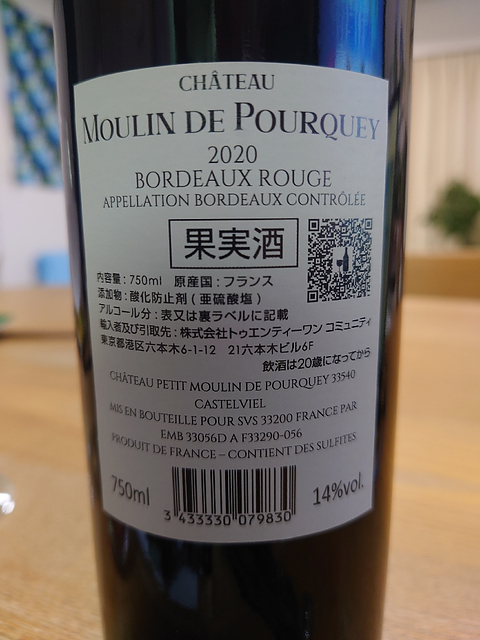 CHÂTEAU
MOULIN DE POURQUEY
2020
BORDEAUX ROUGE
APPELLATION BORDEAUX CONTRÔLÉE
果実酒
内容量：750ml 原産国：フランス
添加物：酸化防止剤（亜硫酸塩）
アルコール分：表又は裏ラベルに記載
輸入者及び引取先：株式会社トゥエンティーワン コミュニティ
東京都港区六本木6-1-12 21六本木ビル6F
飲酒は20歳になってから
CHÂTEAU PETIT MOULIN DE POURQUEY 33540
CASTELVIEL
MIS EN BOUTEILLE POUR SVS 33200 FRANCE PAR
EMB 33056D A F33290-056
PRODUIT DE FRANCE – CONTIENT DES SULFITES
750ml
14%vol.
3 433330 079830